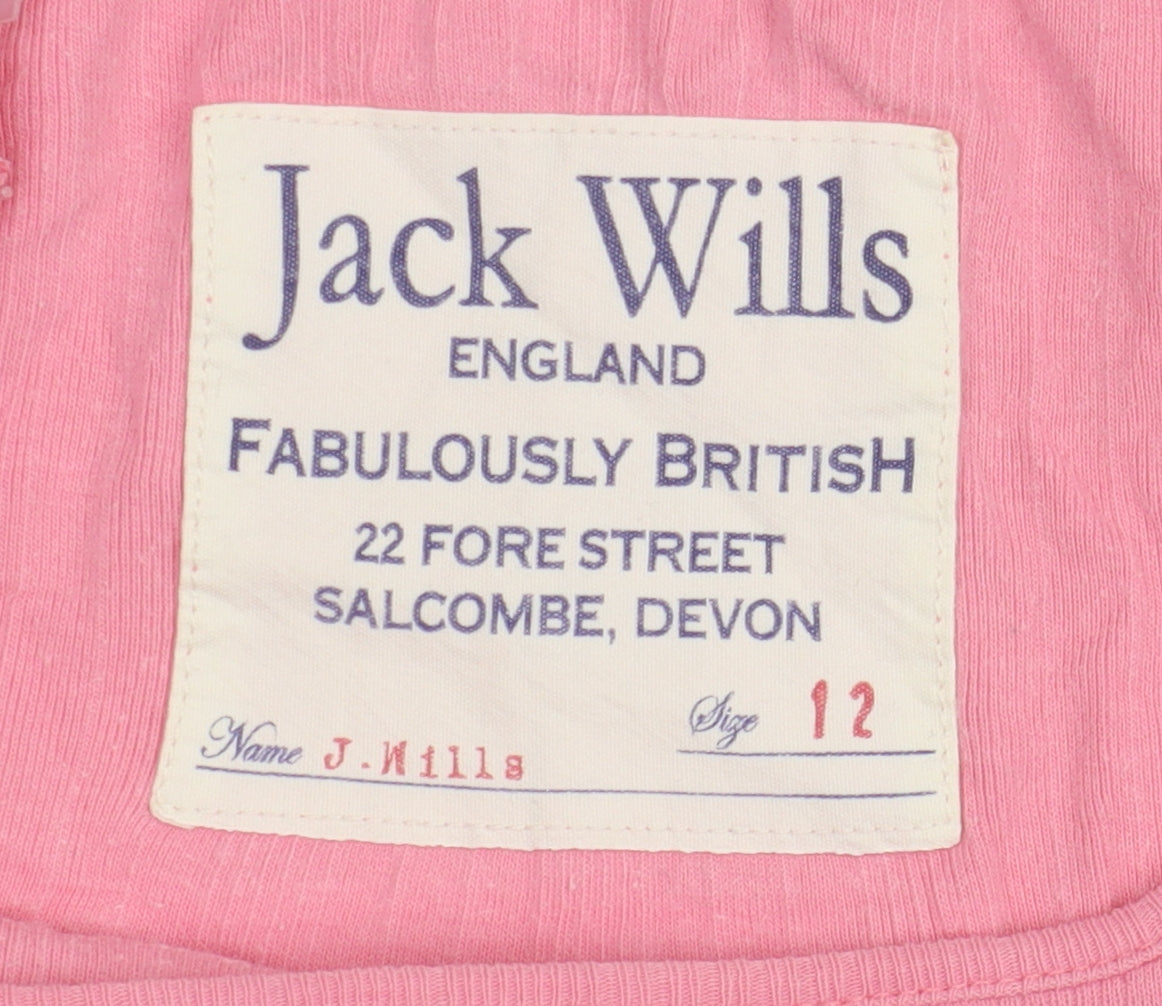 Jack Wills
ENGLAND
FABULOUSLY BRITISH
22 FORE STREET
SALCOMBE, DEVON
Size 12
Name J.Wills